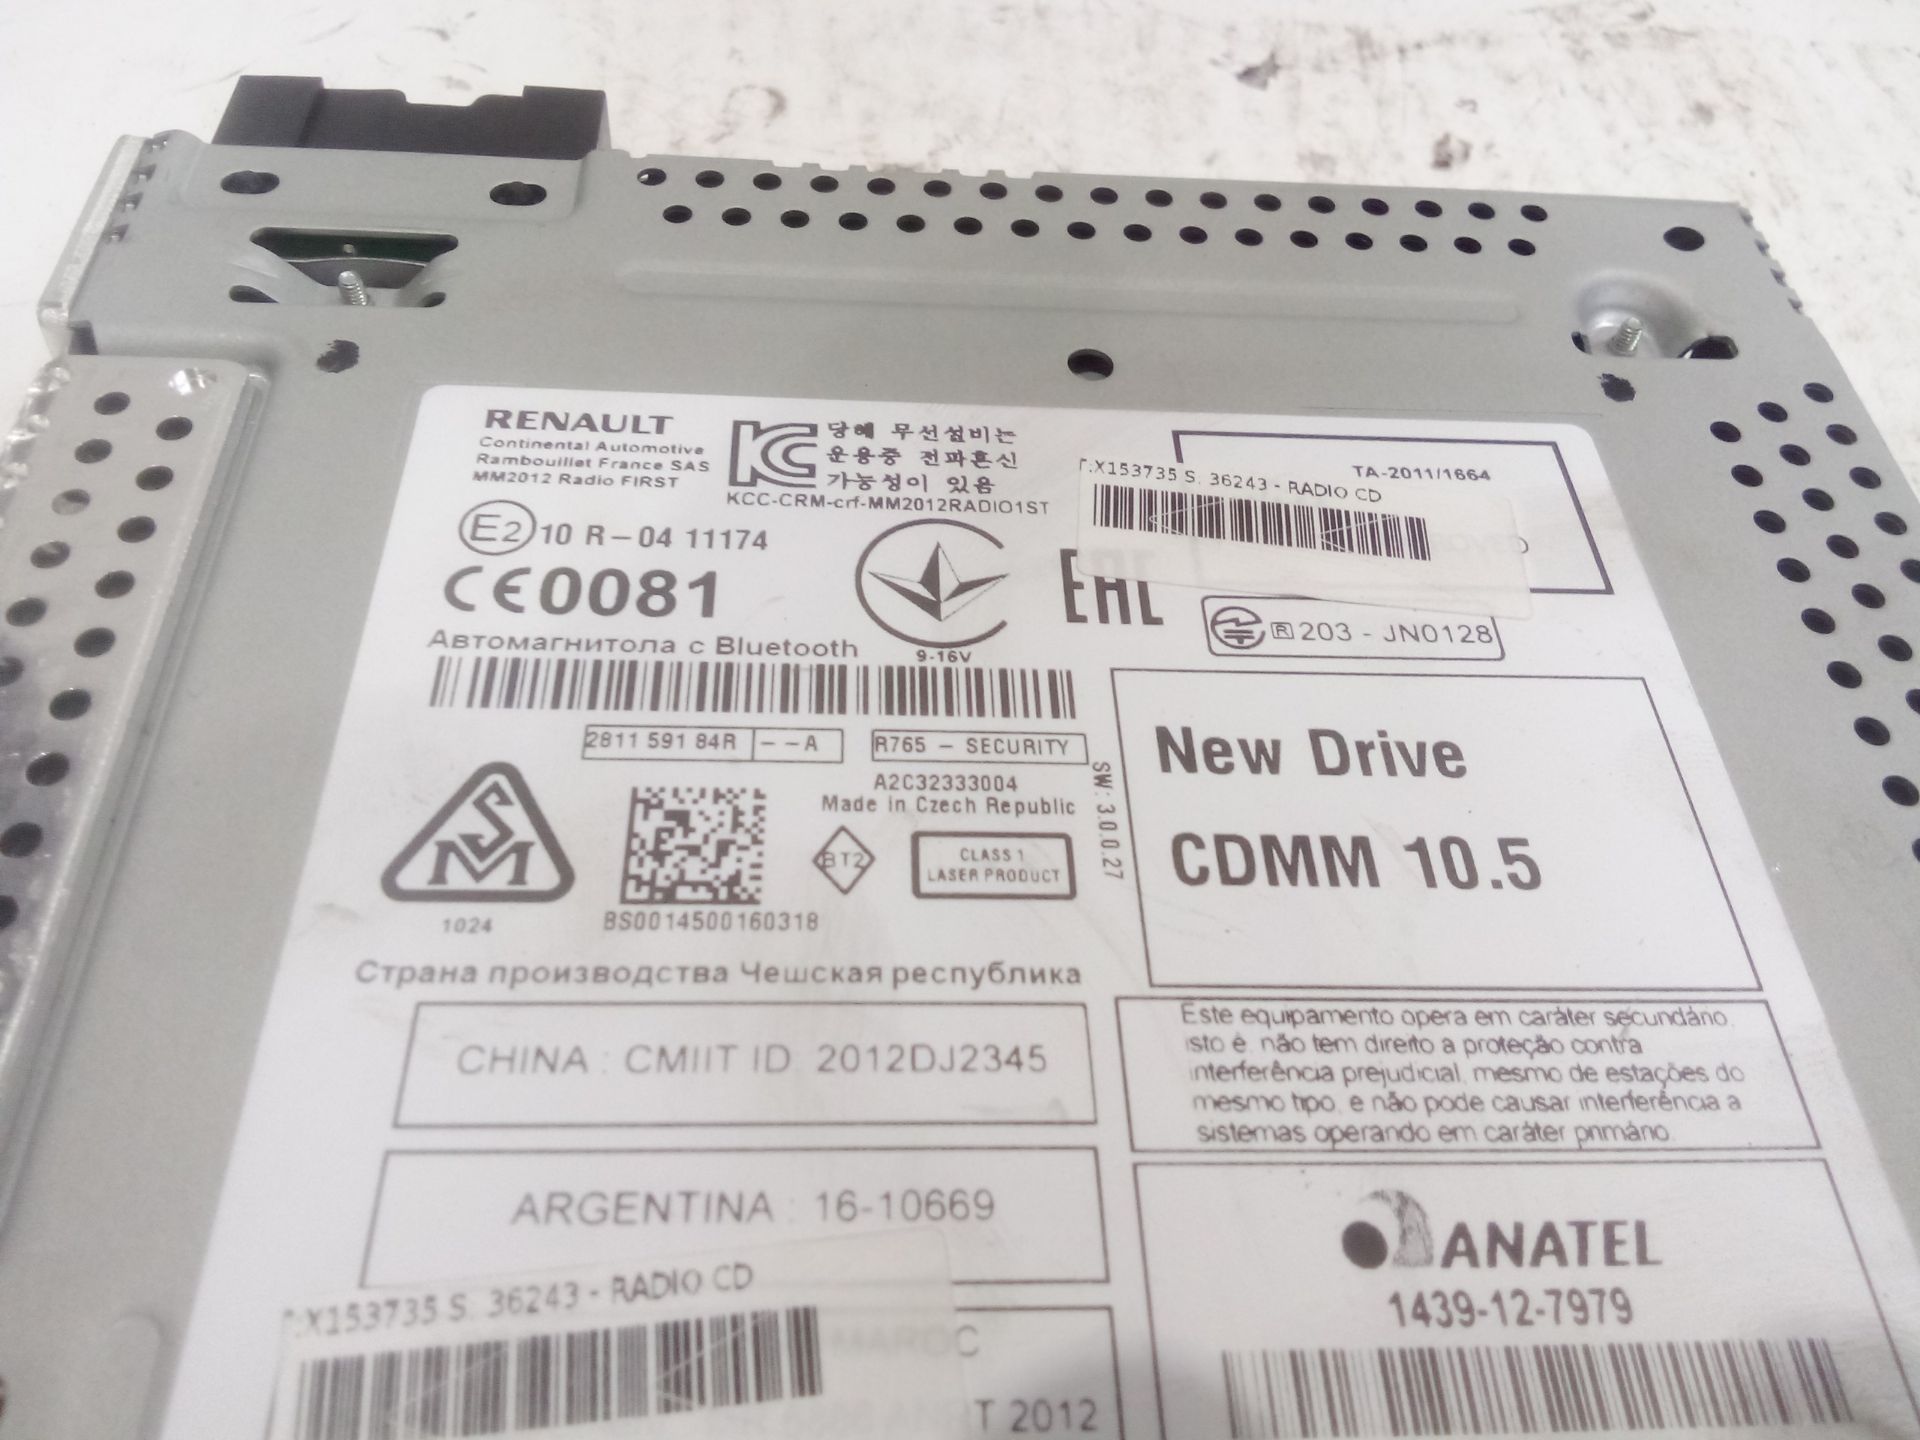 RENAULT
Continental Automotive
Rambouillet France SAS
MM2012 Radio FIRST
KC
당해 무선설비는
운용중 전파혼신
가능성이 있음
KCC-CRM-crf-MM2012RADIO1ST
TA-2011/1664
X153735 S. 36243 - RADIO CD
E2 10 R-04 11174
CE0081
9-16V
EAC
R 203 - JN0128
Автомагнитола с Bluetooth
2811 591 84R --A
R765 - SECURITY
A2C32333004
Made in Czech Republic
SW: 3.0.0.27
New Drive
CDMM 10.5
SM
1024
BS0014500160318
BT2
CLASS 1
LASER PRODUCT
Страна производства Чешская республика
CHINA : CMIIT ID 2012DJ2345
Este equipamento opera em caráter secundário.
isto é, não tem direito a proteção contra
interferência prejudicial, mesmo de estações do
mesmo tipo, e não pode causar interferência a
sistemas operando em caráter primário.
ARGENTINA : 16-10669
ANATEL
1439-12-7979
X153735 S. 36243 - RADIO CD
MAROC
T 2012